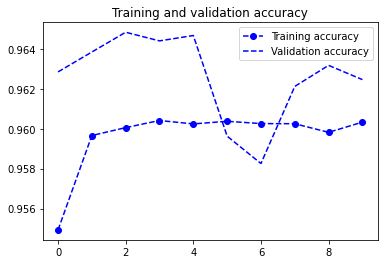 Training and validation accuracy
Training accuracy
Validation accuracy
0.964
0.962
0.960
0.958
0.956
0 2 4 6 8